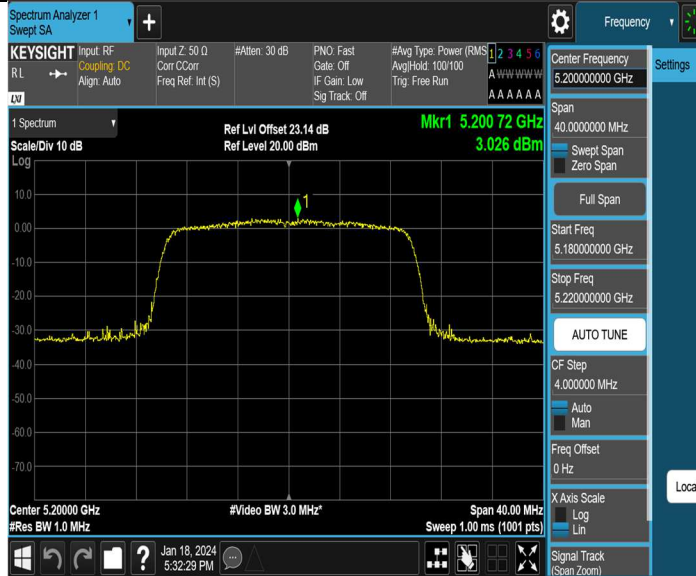 Spectrum Analyzer 1
Swept SA
Frequency
KEYSIGHT
Input: RF
Coupling: DC
Align: Auto
Input Z: 50 Ω
Corr CCorr
Freq Ref: Int (S)
#Atten: 30 dB
PNO: Fast
Gate: Off
IF Gain: Low
Sig Track: Off
#Avg Type: Power (RMS
Avg|Hold: 100/100
Trig: Free Run
1 2 3 4 5 6
A W W W W W
A A A A A A
R L
LXI
1 Spectrum
Scale/Div 10 dB
Log
Ref Lvl Offset 23.14 dB
Ref Level 20.00 dBm
Mkr1 5.200 72 GHz
3.026 dBm
1
10.0
0.00
-10.0
-20.0
-30.0
-40.0
-50.0
-60.0
-70.0
Center 5.20000 GHz
#Video BW 3.0 MHz*
Span 40.00 MHz
#Res BW 1.0 MHz
Sweep 1.00 ms (1001 pts)
?
Jan 18, 2024
5:32:29 PM
Center Frequency
5.200000000 GHz
Span
40.0000000 MHz
Swept Span
Zero Span
Full Span
Start Freq
5.180000000 GHz
Stop Freq
5.220000000 GHz
AUTO TUNE
CF Step
4.000000 MHz
Auto
Man
Freq Offset
0 Hz
X Axis Scale
Log
Lin
Signal Track
(Span Zoom)
Settings
Loca